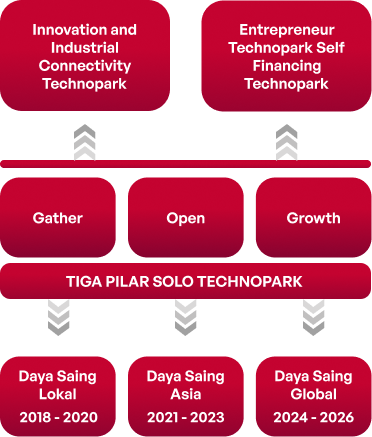 Innovation and
Industrial
Connectivity
Technopark
Entrepreneur
Technopark Self
Financing
Technopark
Gather
Open
Growth
TIGA PILAR SOLO TECHNOPARK
Daya Saing
Lokal
2018 - 2020
Daya Saing
Asia
2021 - 2023
Daya Saing
Global
2024 - 2026